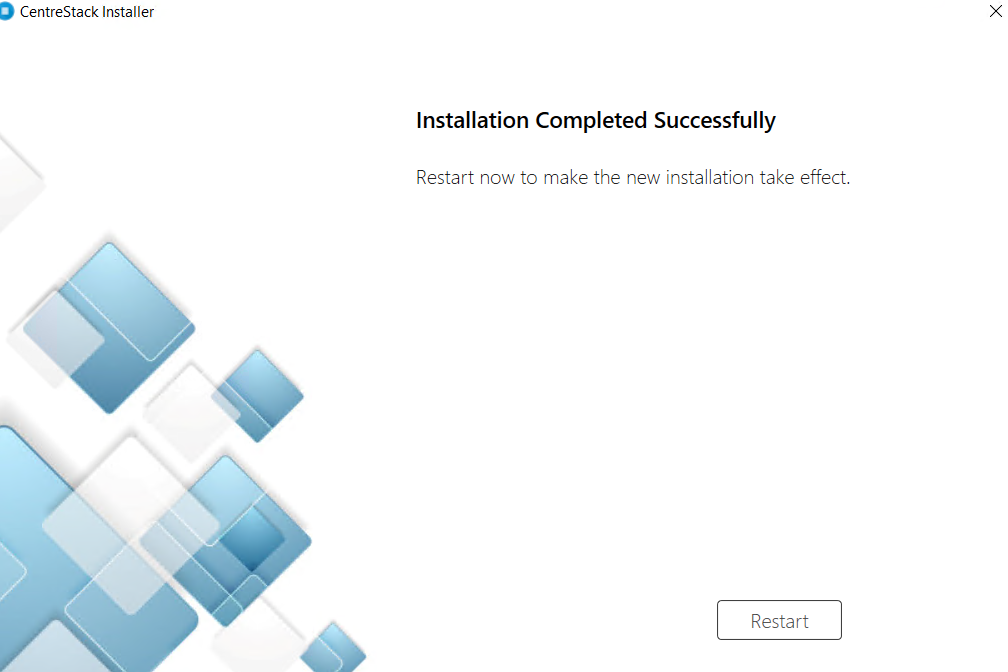 CentreStack Installer
Installation Completed Successfully
Restart now to make the new installation take effect.
Restart